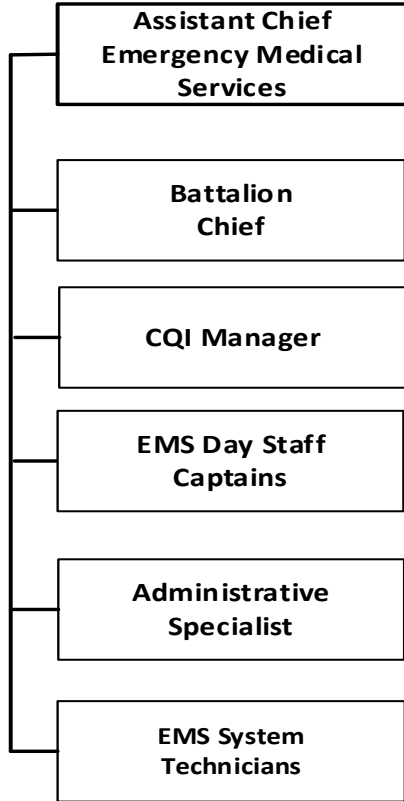 Assistant Chief
Emergency Medical
Services
Battalion
Chief
CQI Manager
EMS Day Staff
Captains
Administrative
Specialist
EMS System
Technicians